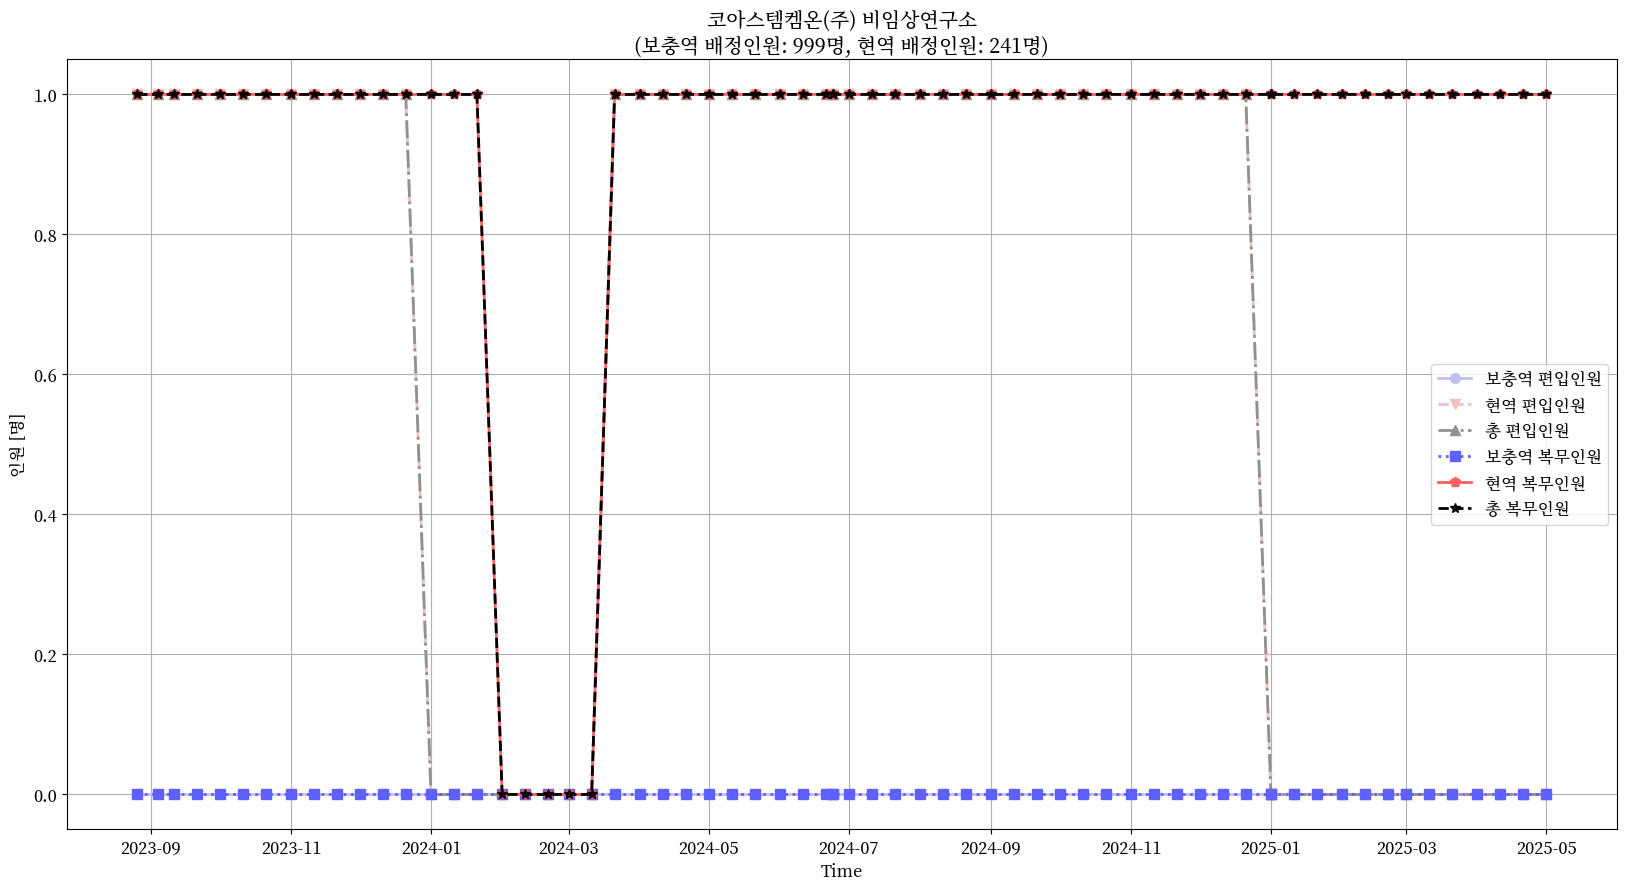 코아스템켐온(주) 비임상연구소
(보충역 배정인원: 999명, 현역 배정인원: 241명)
1.0
0.8
0.6
0.4
0.2
0.0
인원 [명]
보충역 편입인원
현역 편입인원
총 편입인원
보충역 복무인원
현역 복무인원
총 복무인원
2023-09 2023-11 2024-01 2024-03 2024-05 2024-07 2024-09 2024-11 2025-01 2025-03 2025-05
Time